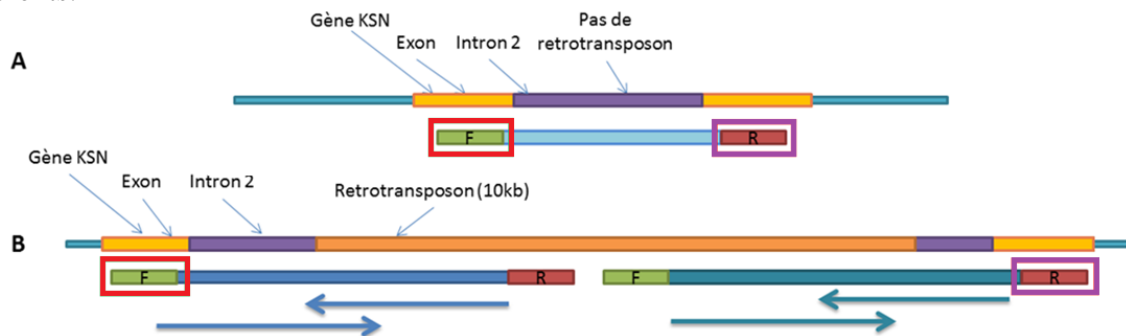 Gène KSN
Exon
Intron 2
Pas de
retrotransposon
A
F
R
Gène KSN
Exon
Intron 2
Retrotransposon (10kb)
B
F
R
F
R